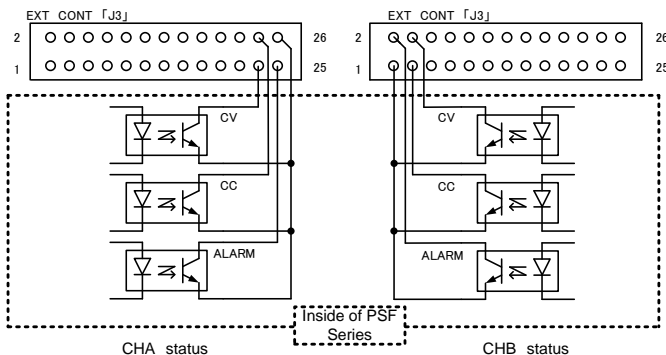 EXT CONT「J3」
2 26
1 25
CV
CC
ALARM
CHA status
EXT CONT「J3」
2 26
1 25
CV
CC
ALARM
CHB status
Inside of PSF
Series